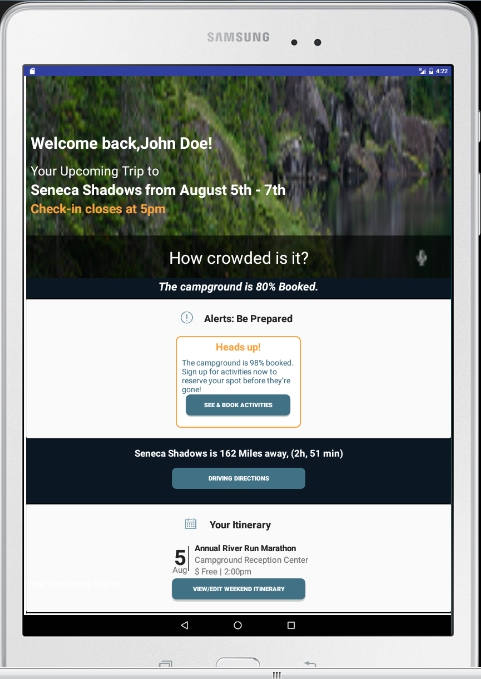 SAMSUNG
4:22
Welcome back,John Doe!
Your Upcoming Trip to
Seneca Shadows from August 5th - 7th
Check-in closes at 5pm
How crowded is it?
The campground is 80% Booked.
Alerts: Be Prepared
Heads up!
The campground is 98% booked.
Sign up for activities now to
reserve your spot before they're
gone!
SEE & BOOK ACTIVITIES
Seneca Shadows is 162 Miles away, (2h, 51 min)
DRIVING DIRECTIONS
Your Itinerary
5
Aug
Annual River Run Marathon
Campground Reception Center
$ Free | 2:00pm
VIEW/EDIT WEEKEND ITINERARY